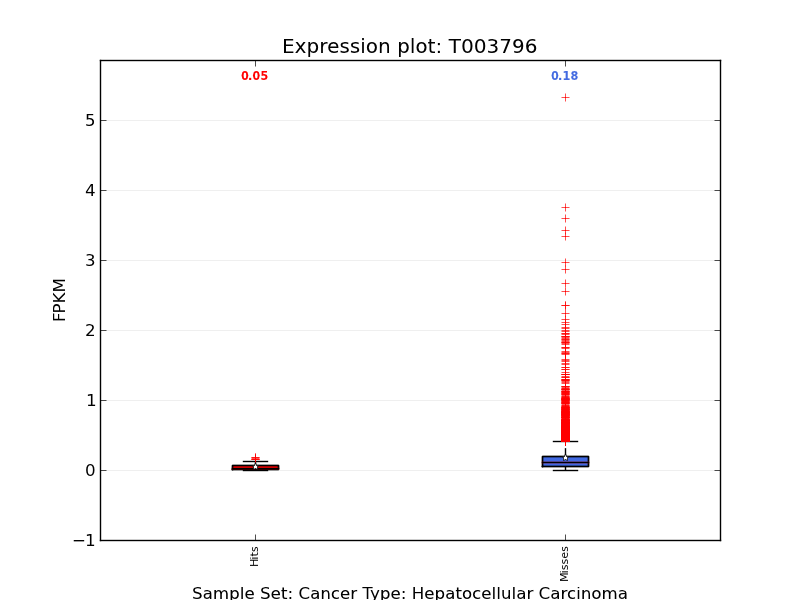 Expression plot: T003796
0.05
0.18
5
4
3
2
1
0
−1
FPKM
Hits
Misses
Sample Set: Cancer Type: Hepatocellular Carcinoma